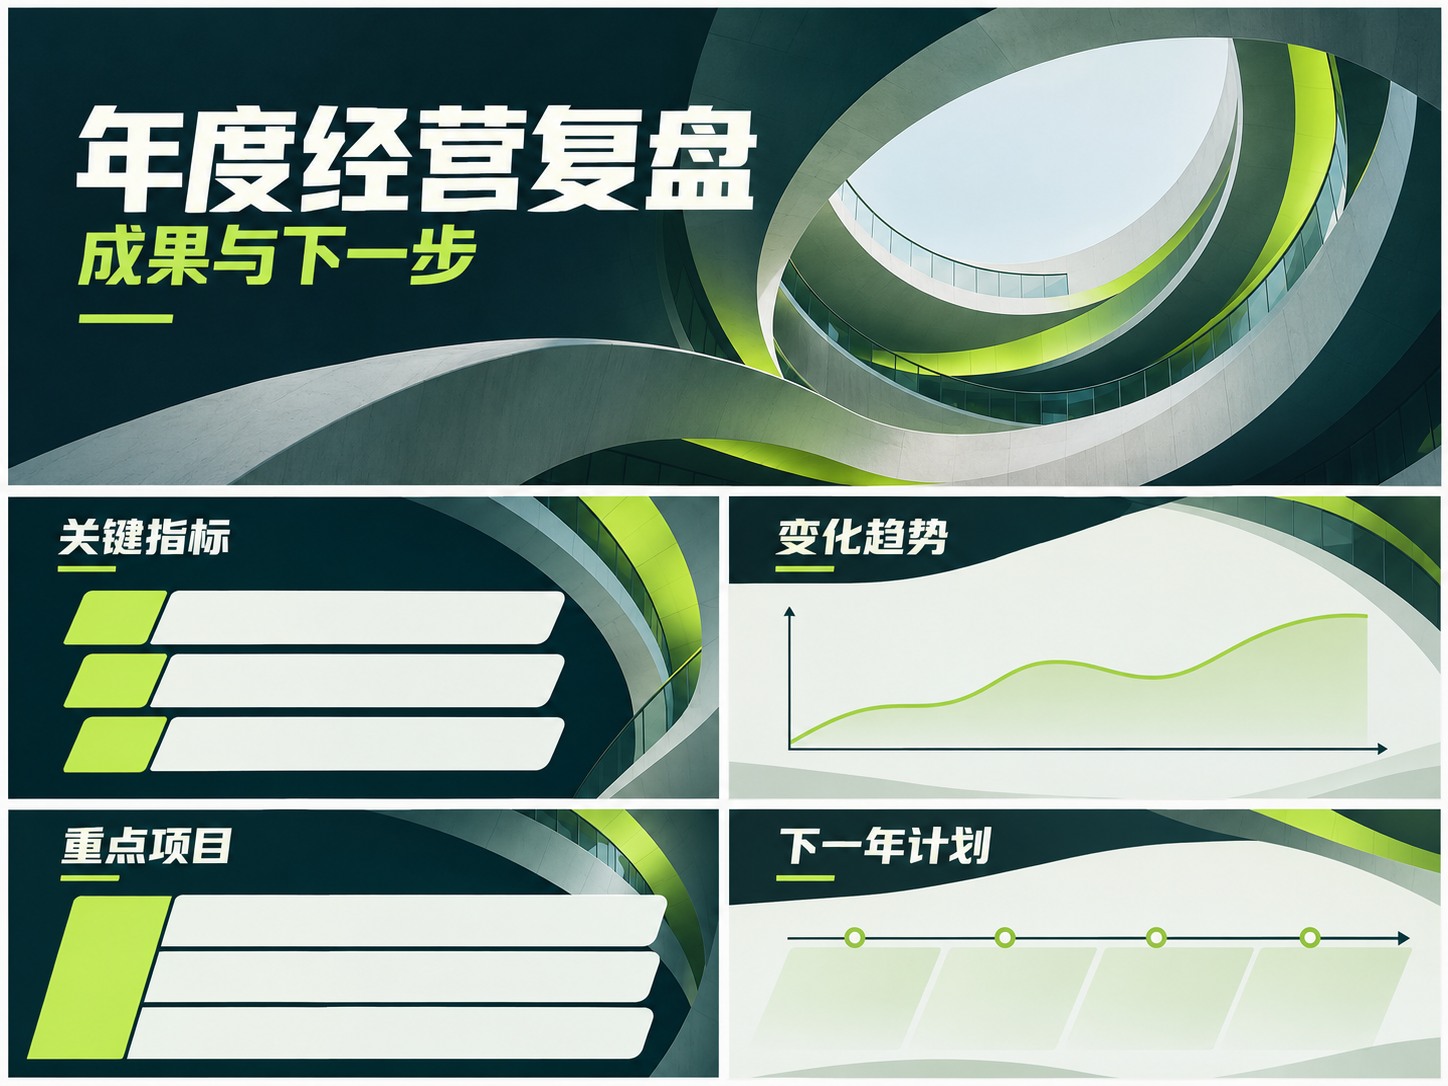 年度经营复盘
成果与下一步
关键指标
变化趋势
重点项目
下一年计划